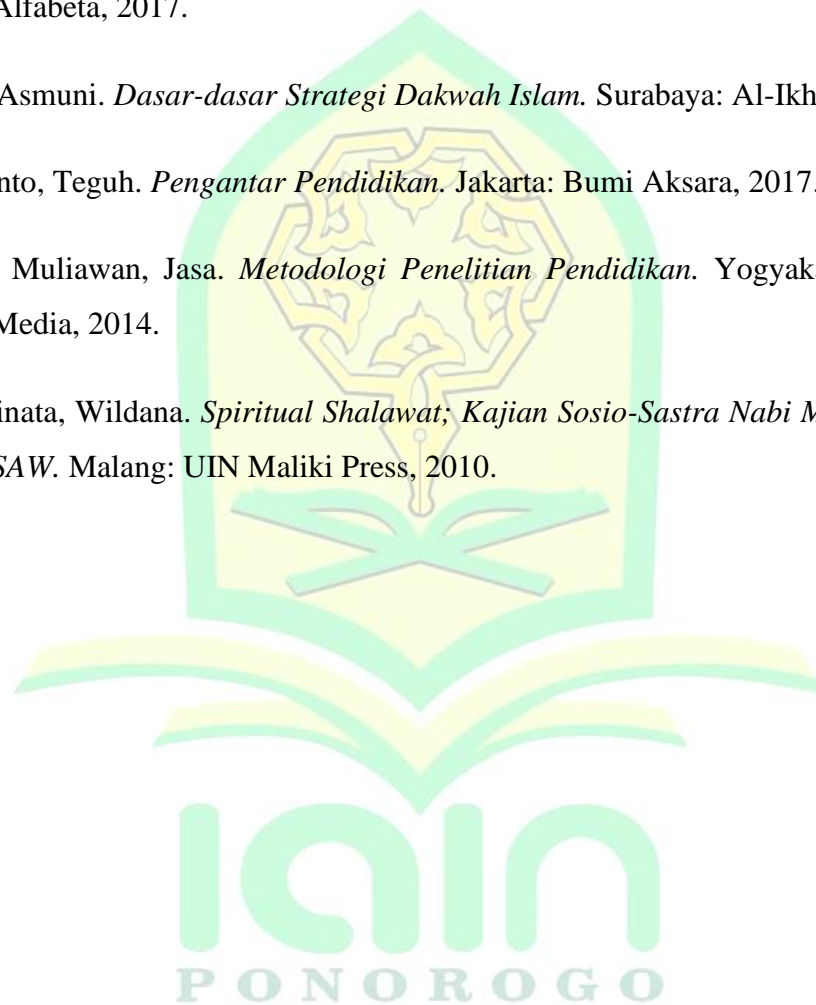 Alfabeta, 2017.
Asmuni. Dasar-dasar Strategi Dakwah Islam. Surabaya: Al-Ikh
nto, Teguh. Pengantar Pendidikan. Jakarta: Bumi Aksara, 2017.
Muliawan, Jasa. Metodologi Penelitian Pendidikan. Yogyak
Media, 2014.
inata, Wildana. Spiritual Shalawat; Kajian Sosio-Sastra Nabi M
SAW. Malang: UIN Maliki Press, 2010.
iain
PONOROGO